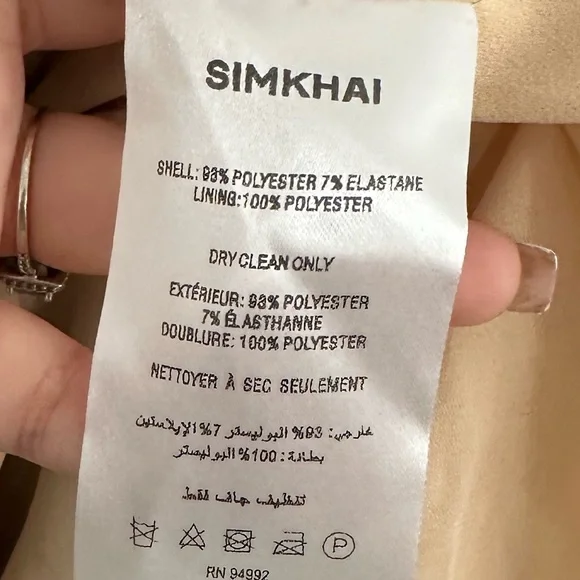 SIMKHAI
SHELL: 93% POLYESTER 7% ELASTANE
LINING:100% POLYESTER
DRY CLEAN ONLY
EXTÉRIEUR: 93% POLYESTER
7% ÉLASTHANNE
DOUBLURE: 100% POLYESTER
NETTOYER À SEC SEULEMENT
خارجي: 93% البوليستر 7% الإيلاستين
بطانة: 100% البوليستر
تنظيف جاف فقط.
P
RN 94992